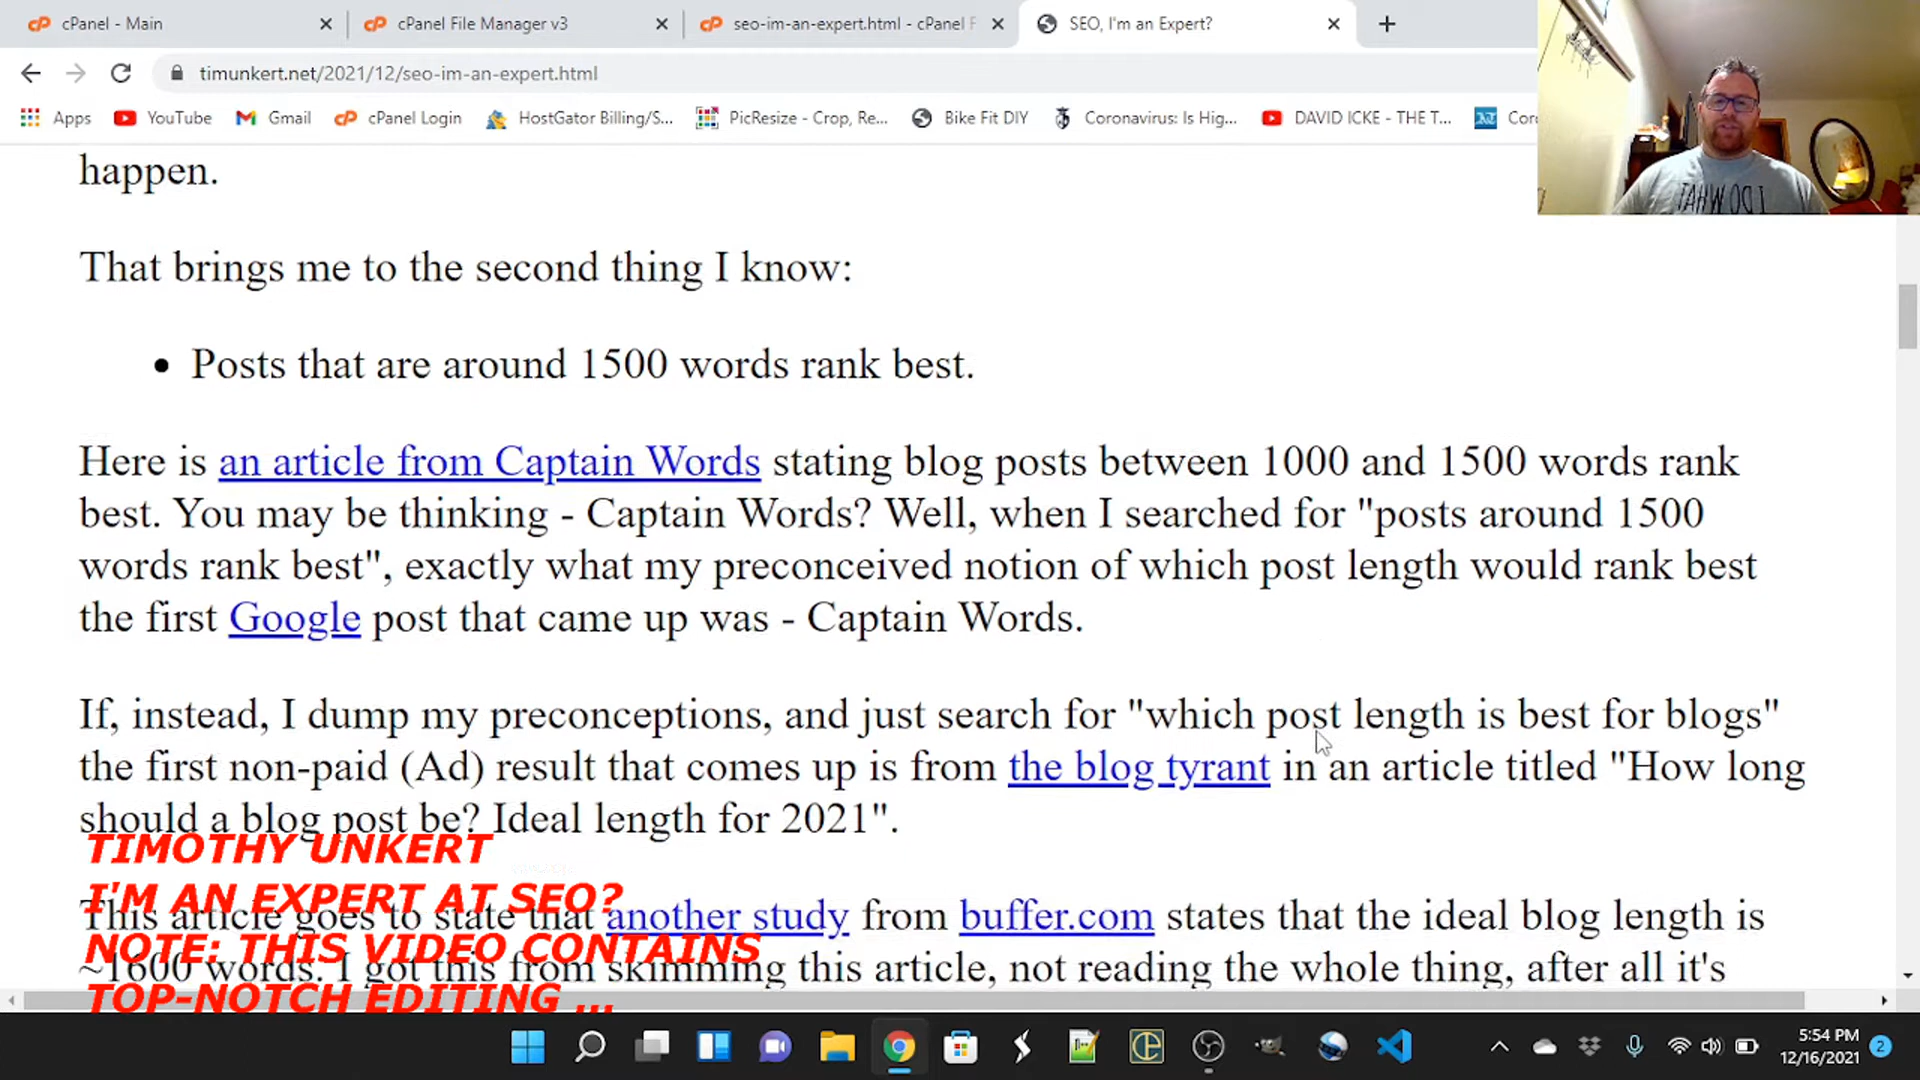 cPanel - Main
cPanel File Manager v3
seo-im-an-expert.html - cPanel F
SEO, I'm an Expert?
timunkert.net/2021/12/seo-im-an-expert.html
Apps
YouTube
Gmail
cPanel Login
HostGator Billing/S...
PicResize - Crop, Re...
Bike Fit DIY
Coronavirus: Is Hig...
DAVID ICKE - THE T...
happen.
That brings me to the second thing I know:
• Posts that are around 1500 words rank best.
Here is an article from Captain Words stating blog posts between 1000 and 1500 words rank
best. You may be thinking - Captain Words? Well, when I searched for "posts around 1500
words rank best", exactly what my preconceived notion of which post length would rank best
the first Google post that came up was - Captain Words.
If, instead, I dump my preconceptions, and just search for "which post length is best for blogs"
the first non-paid (Ad) result that comes up is from the blog tyrant in an article titled "How long
should a blog post be? Ideal length for 2021".
TIMOTHY UNKERT
I'M AN EXPERT AT SEO?
This article goes to state that another study from buffer.com states that the ideal blog length is
NOTE: THIS VIDEO CONTAINS
~1600 words. I got this from skimming this article, not reading the whole thing, after all it's
TOP-NOTCH EDITING ...
I DO WHAT
5:54 PM
12/16/2021
2